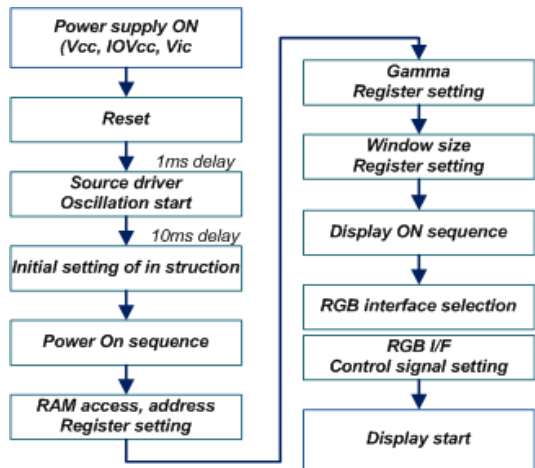 Power supply ON
(Vcc, IOVcc, Vic
Reset
1ms delay
Source driver
Oscillation start
10ms delay
Initial setting of in struction
Power On sequence
RAM access, address
Register setting
Gamma
Register setting
Window size
Register setting
Display ON sequence
RGB interface selection
RGB I/F
Control signal setting
Display start